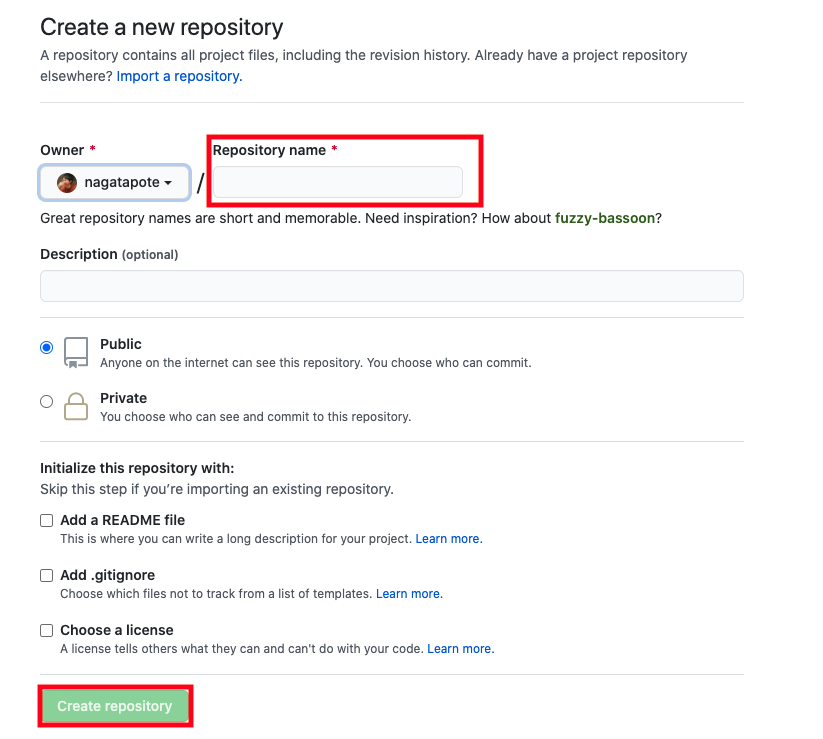 Create a new repository
A repository contains all project files, including the revision history. Already have a project repository
elsewhere? Import a repository.
Owner *
Repository name *
nagatapote
/
Great repository names are short and memorable. Need inspiration? How about fuzzy-bassoon?
Description (optional)
Public
Anyone on the internet can see this repository. You choose who can commit.
Private
You choose who can see and commit to this repository.
Initialize this repository with:
Skip this step if you’re importing an existing repository.
Add a README file
This is where you can write a long description for your project. Learn more.
Add .gitignore
Choose which files not to track from a list of templates. Learn more.
Choose a license
A license tells others what they can and can't do with your code. Learn more.
Create repository